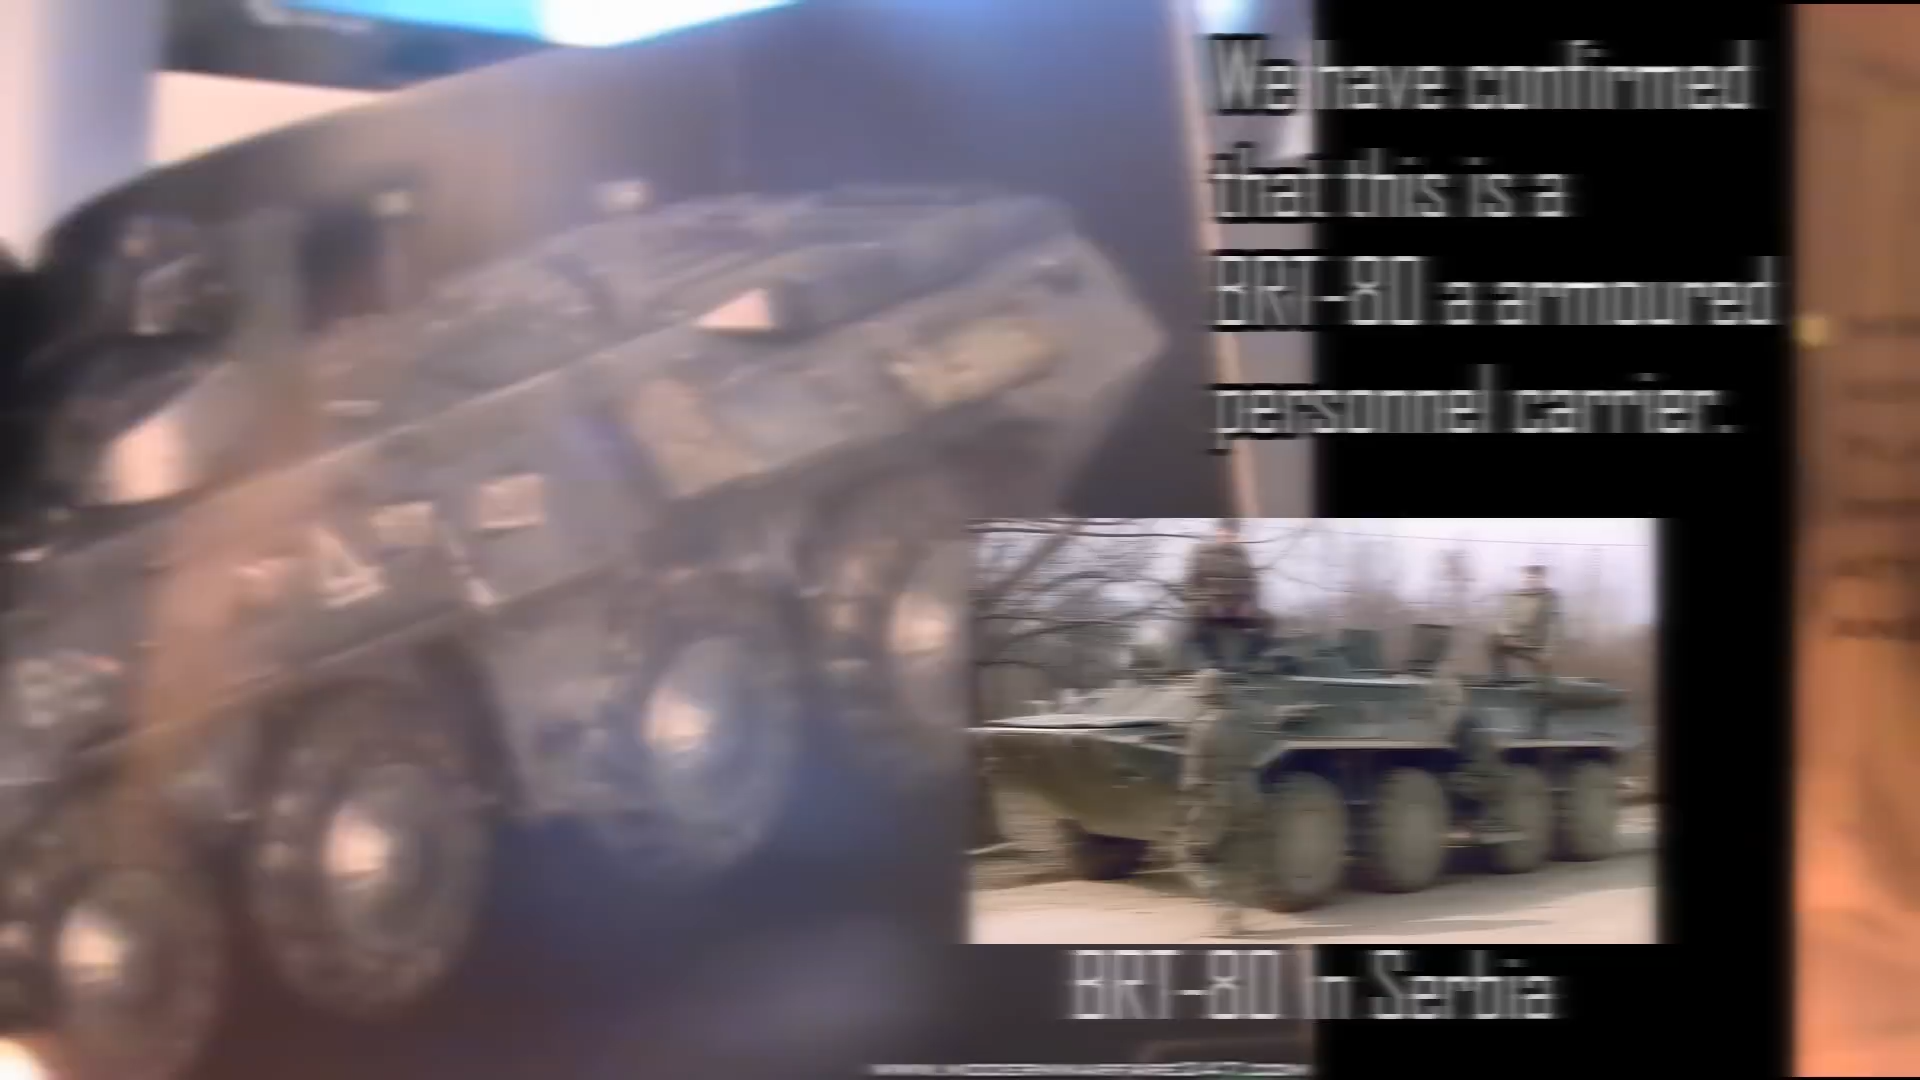 We have confirmed
that this is a
BRT-80 a armoured
personnel carrier.
BRT-80 in Serbia